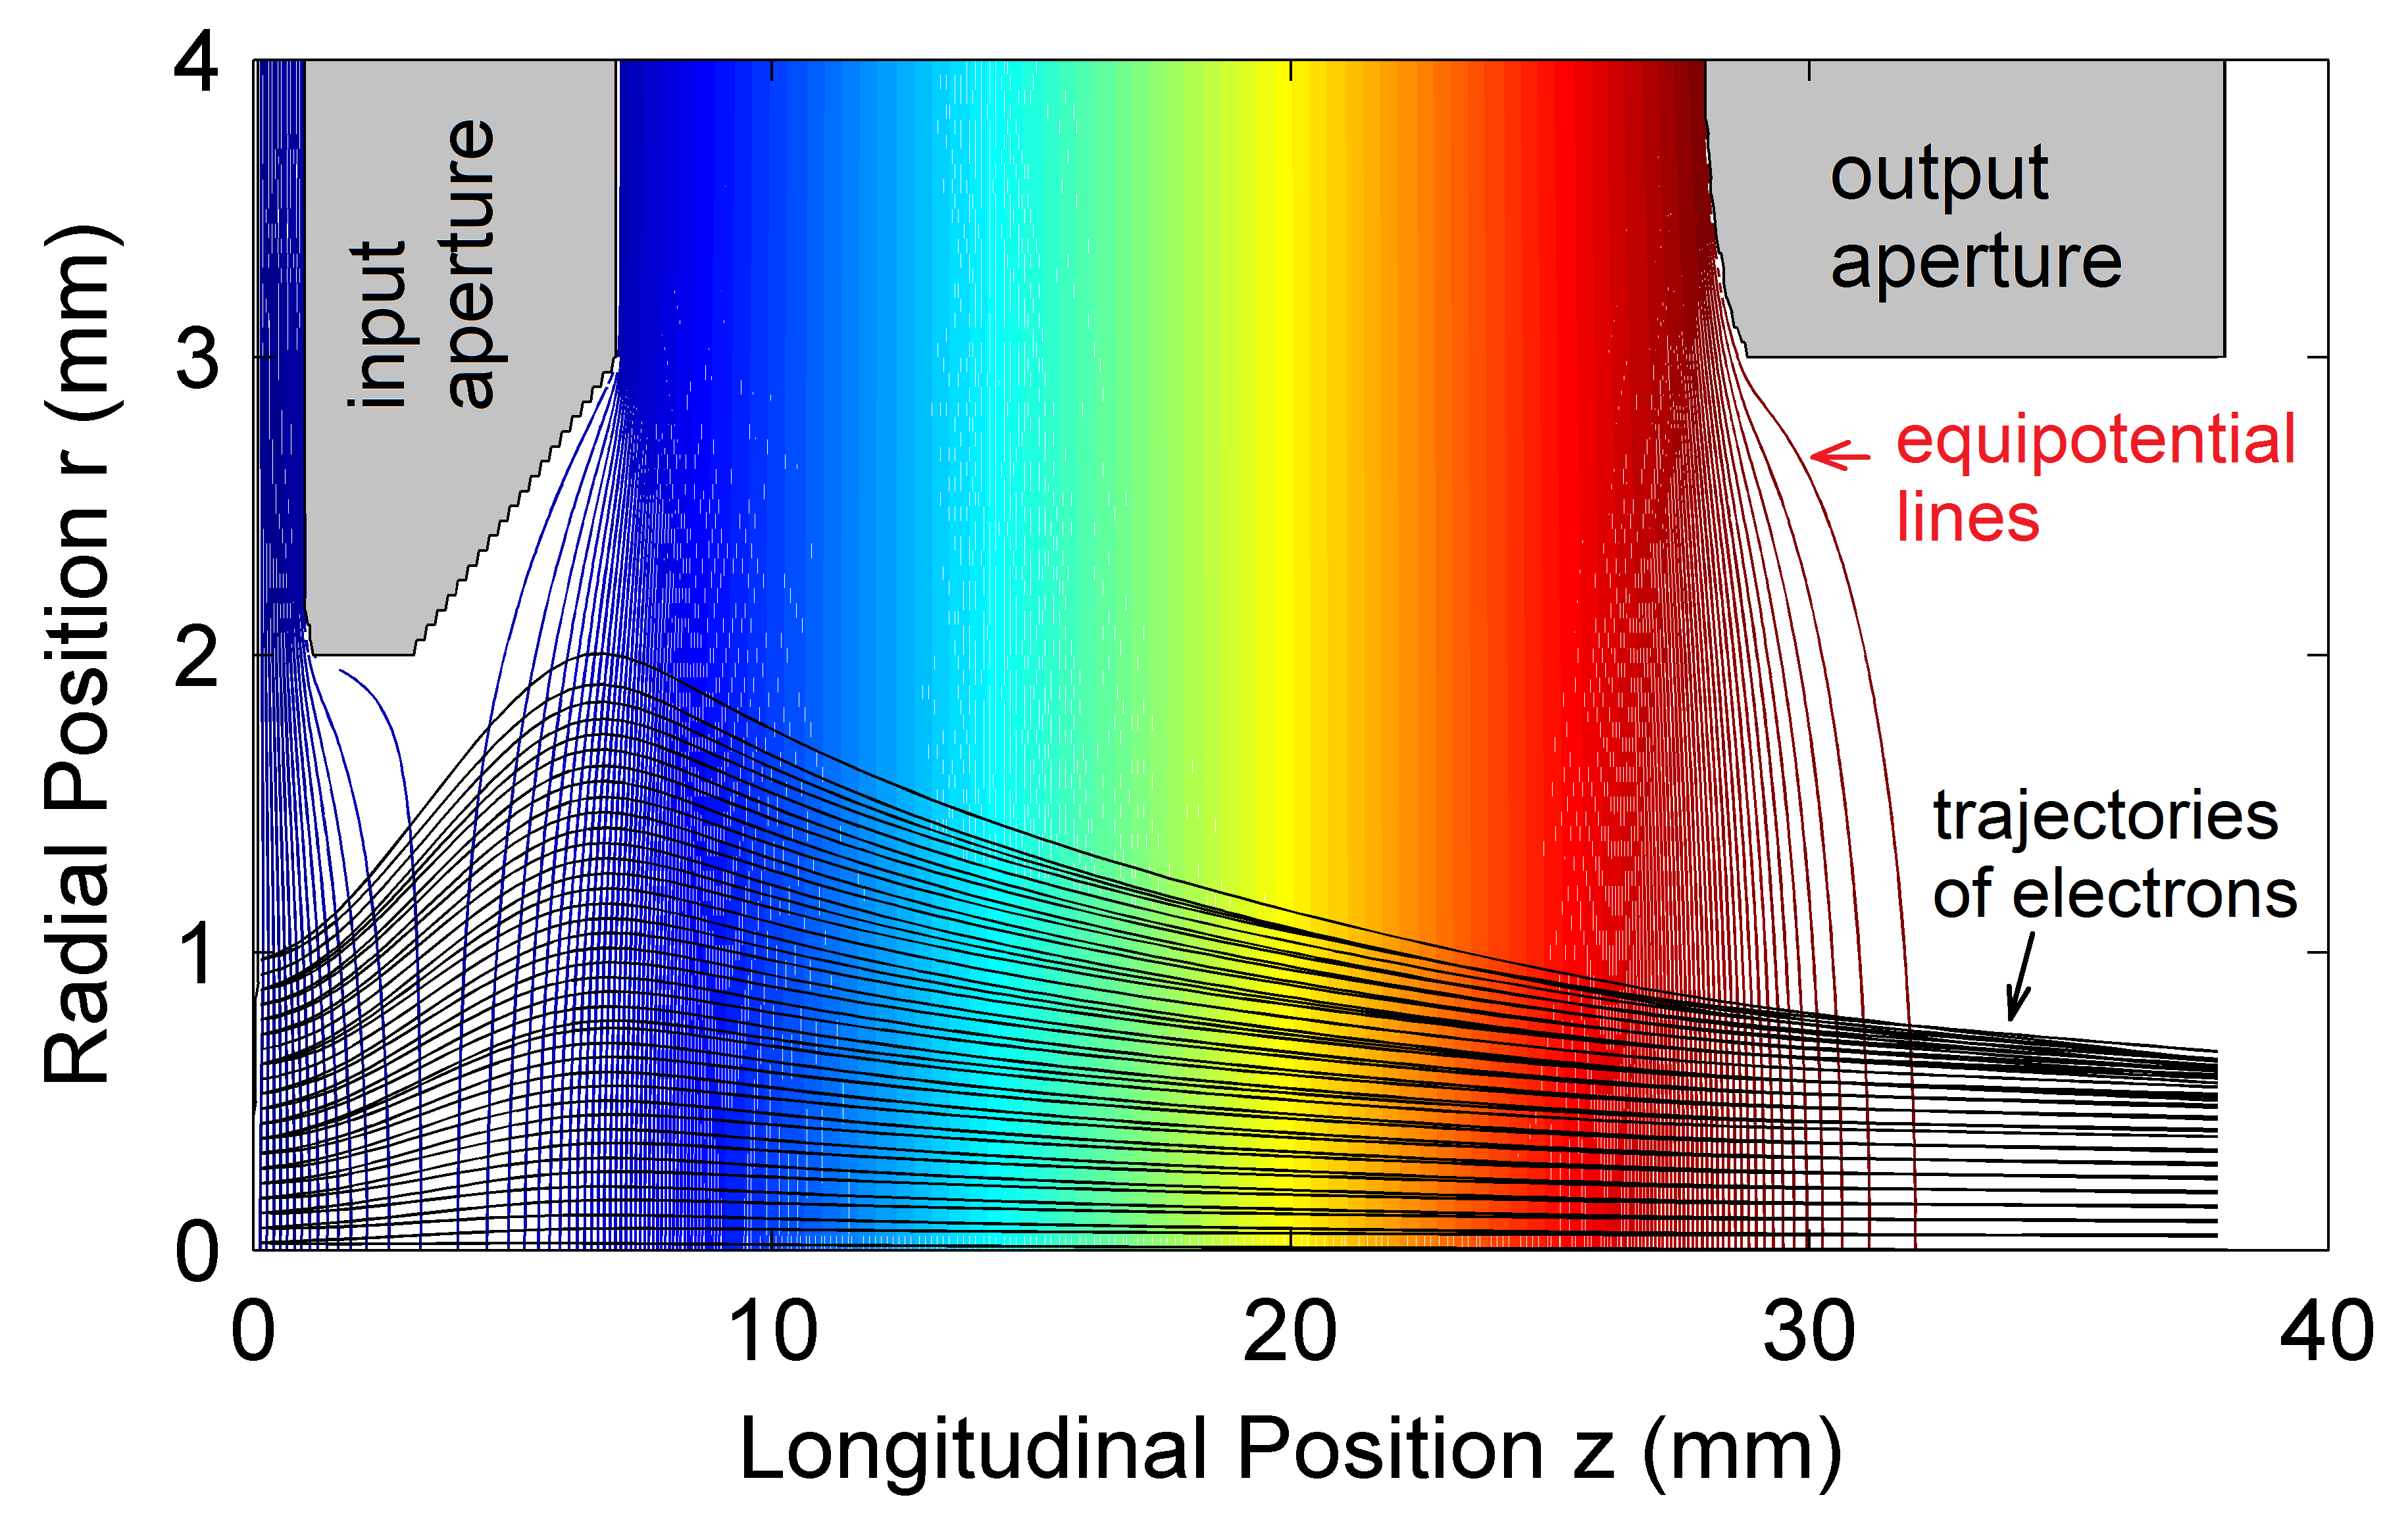 4
3
2
1
0
Radial Position r (mm)
input
aperture
output
aperture
equipotential
lines
trajectories
of electrons
0
10
20
30
40
Longitudinal Position z (mm)